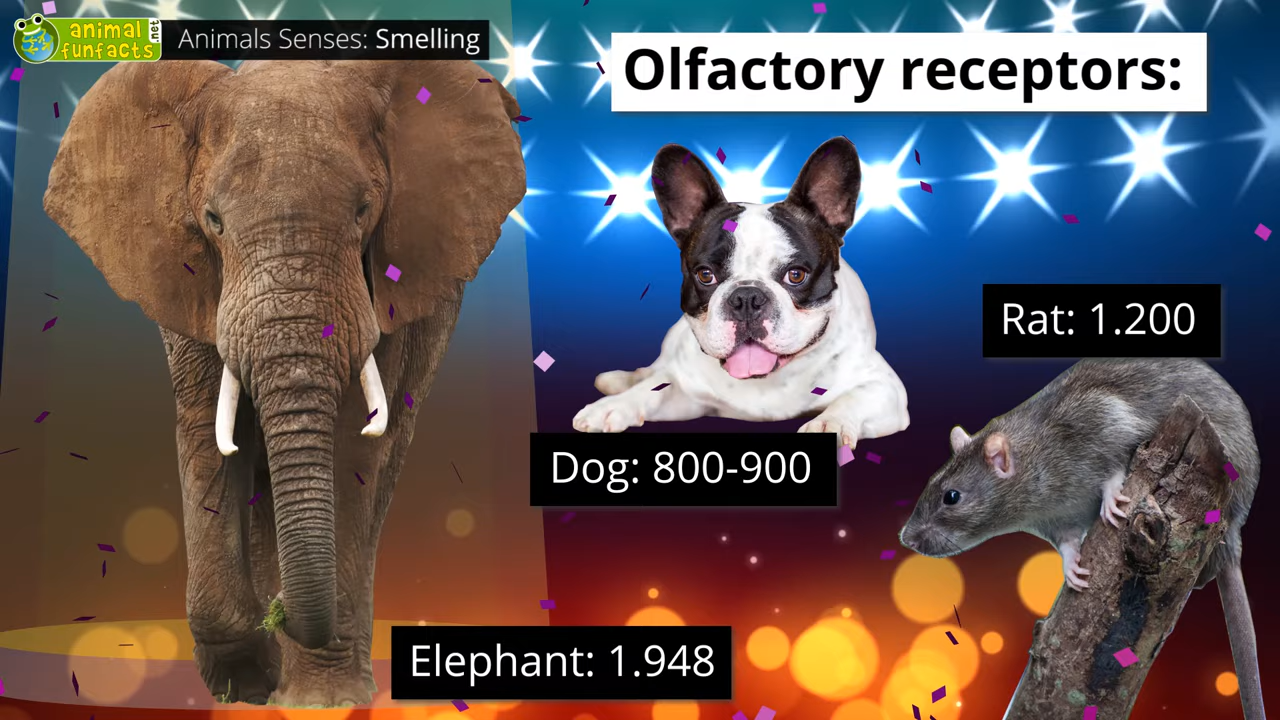 animal
funfacts
.net
Animals Senses: Smelling
Olfactory receptors:
Rat: 1.200
Dog: 800-900
Elephant: 1.948